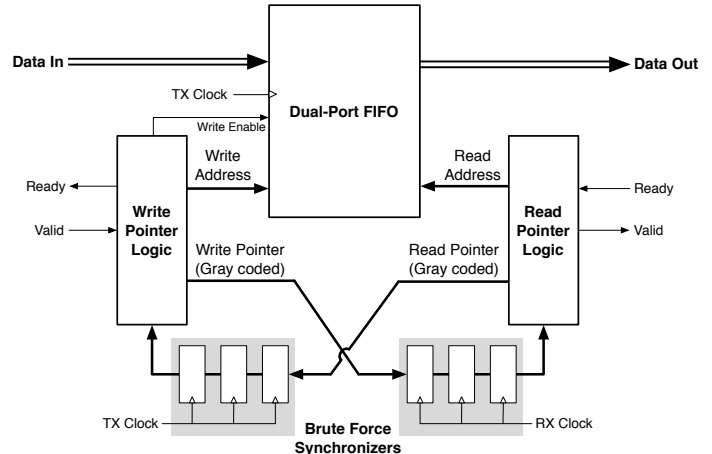 Data In
Data Out
TX Clock
Dual-Port FIFO
Write Enable
Write
Address
Read
Address
Ready
Ready
Write
Pointer
Logic
Read
Pointer
Logic
Valid
Valid
Write Pointer
(Gray coded)
Read Pointer
(Gray coded)
TX Clock
RX Clock
Brute Force
Synchronizers